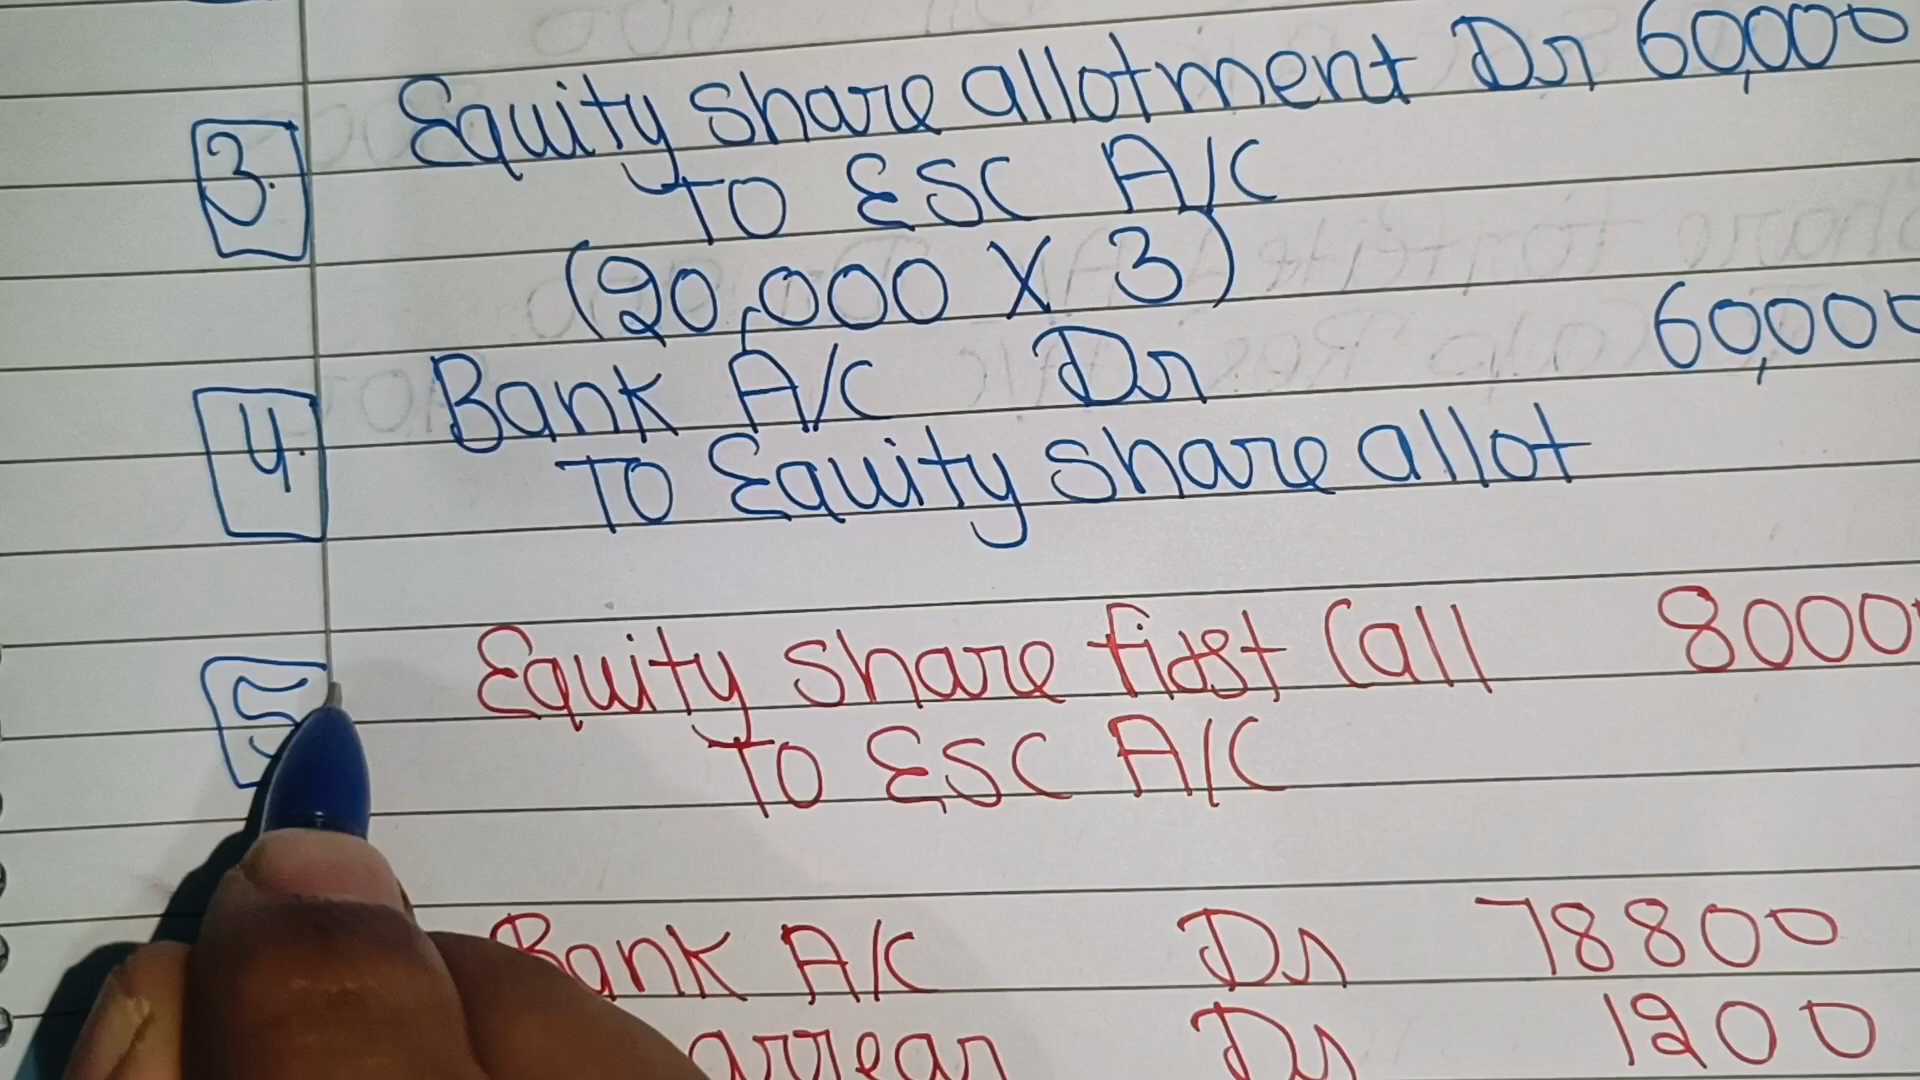 3. Equity share allotment Dr 60,000
TO ESC A/C
(20,000 X 3)
4. Bank A/C Dr 60,000
TO Equity share allot
5 Equity share first Call 8000
TO ESC A/C
Bank A/C Dr 78800
arrear Dr 1200